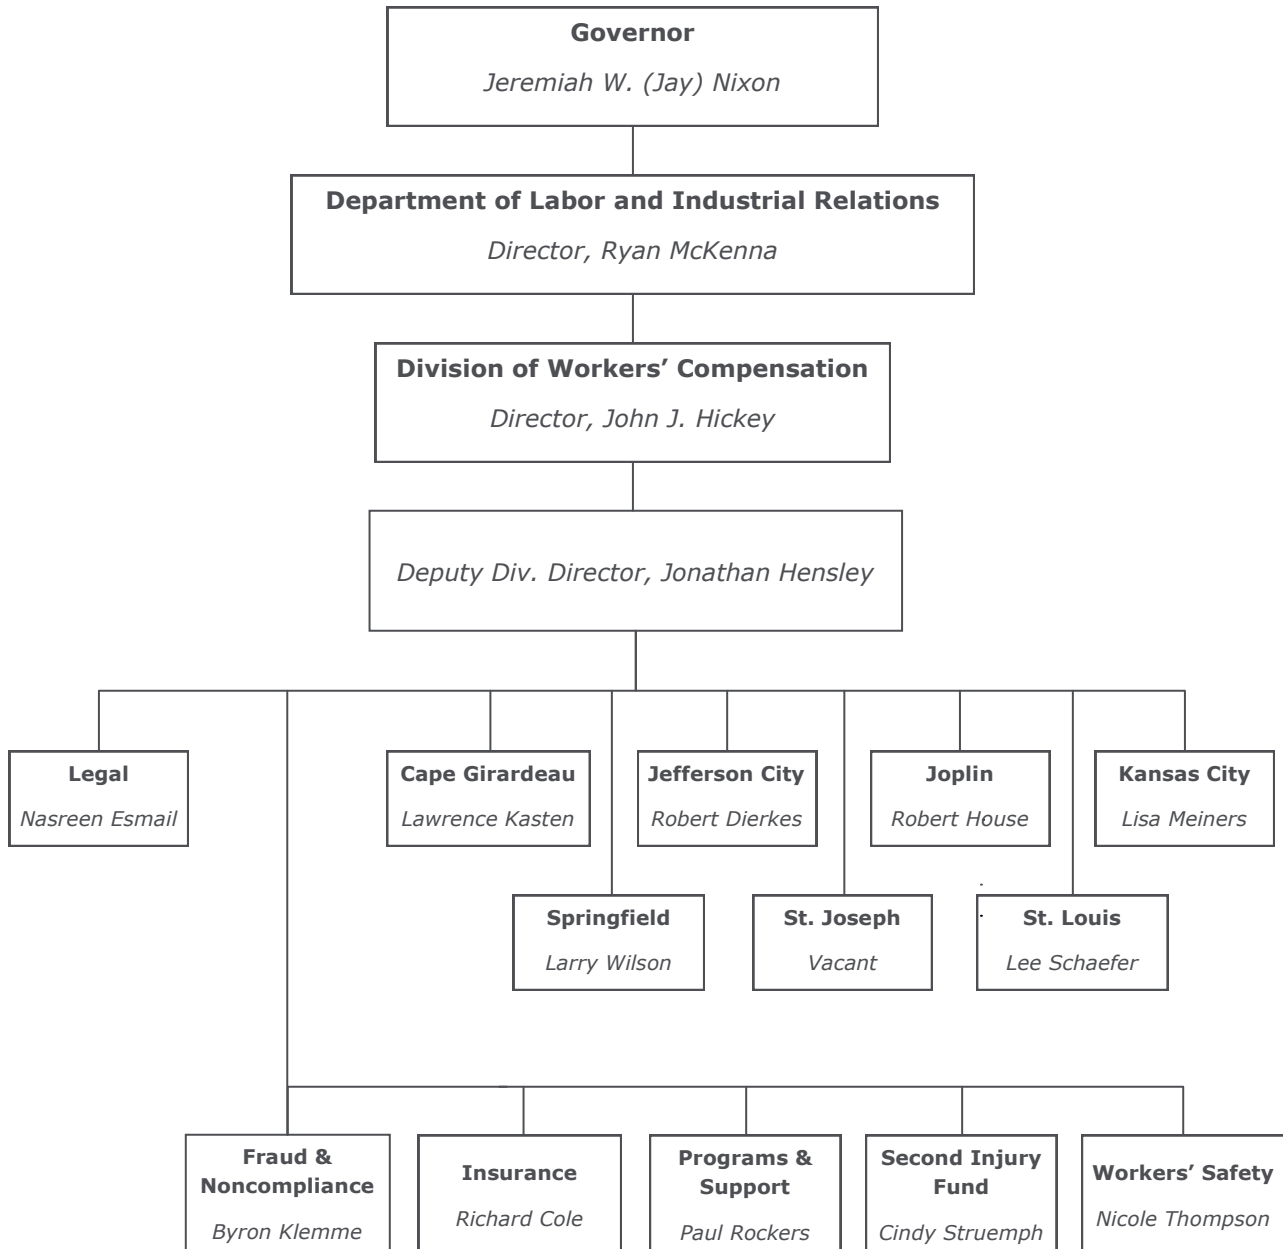 Governor
Jeremiah W. (Jay) Nixon
Department of Labor and Industrial Relations
Director, Ryan McKenna
Division of Workers’ Compensation
Director, John J. Hickey
Deputy Div. Director, Jonathan Hensley
Legal
Nasreen Esmail
Cape Girardeau
Lawrence Kasten
Jefferson City
Robert Dierkes
Joplin
Robert House
Kansas City
Lisa Meiners
Springfield
Larry Wilson
St. Joseph
Vacant
St. Louis
Lee Schaefer
Fraud &
Noncompliance
Byron Klemme
Insurance
Richard Cole
Programs &
Support
Paul Rockers
Second Injury
Fund
Cindy Struemph
Workers’ Safety
Nicole Thompson